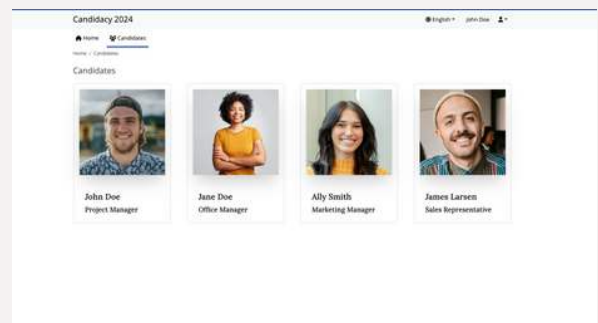 Candidacy 2024
English John Doe
Home Candidates
Home / Candidates
Candidates
John Doe
Project Manager
Jane Doe
Office Manager
Ally Smith
Marketing Manager
James Larsen
Sales Representative